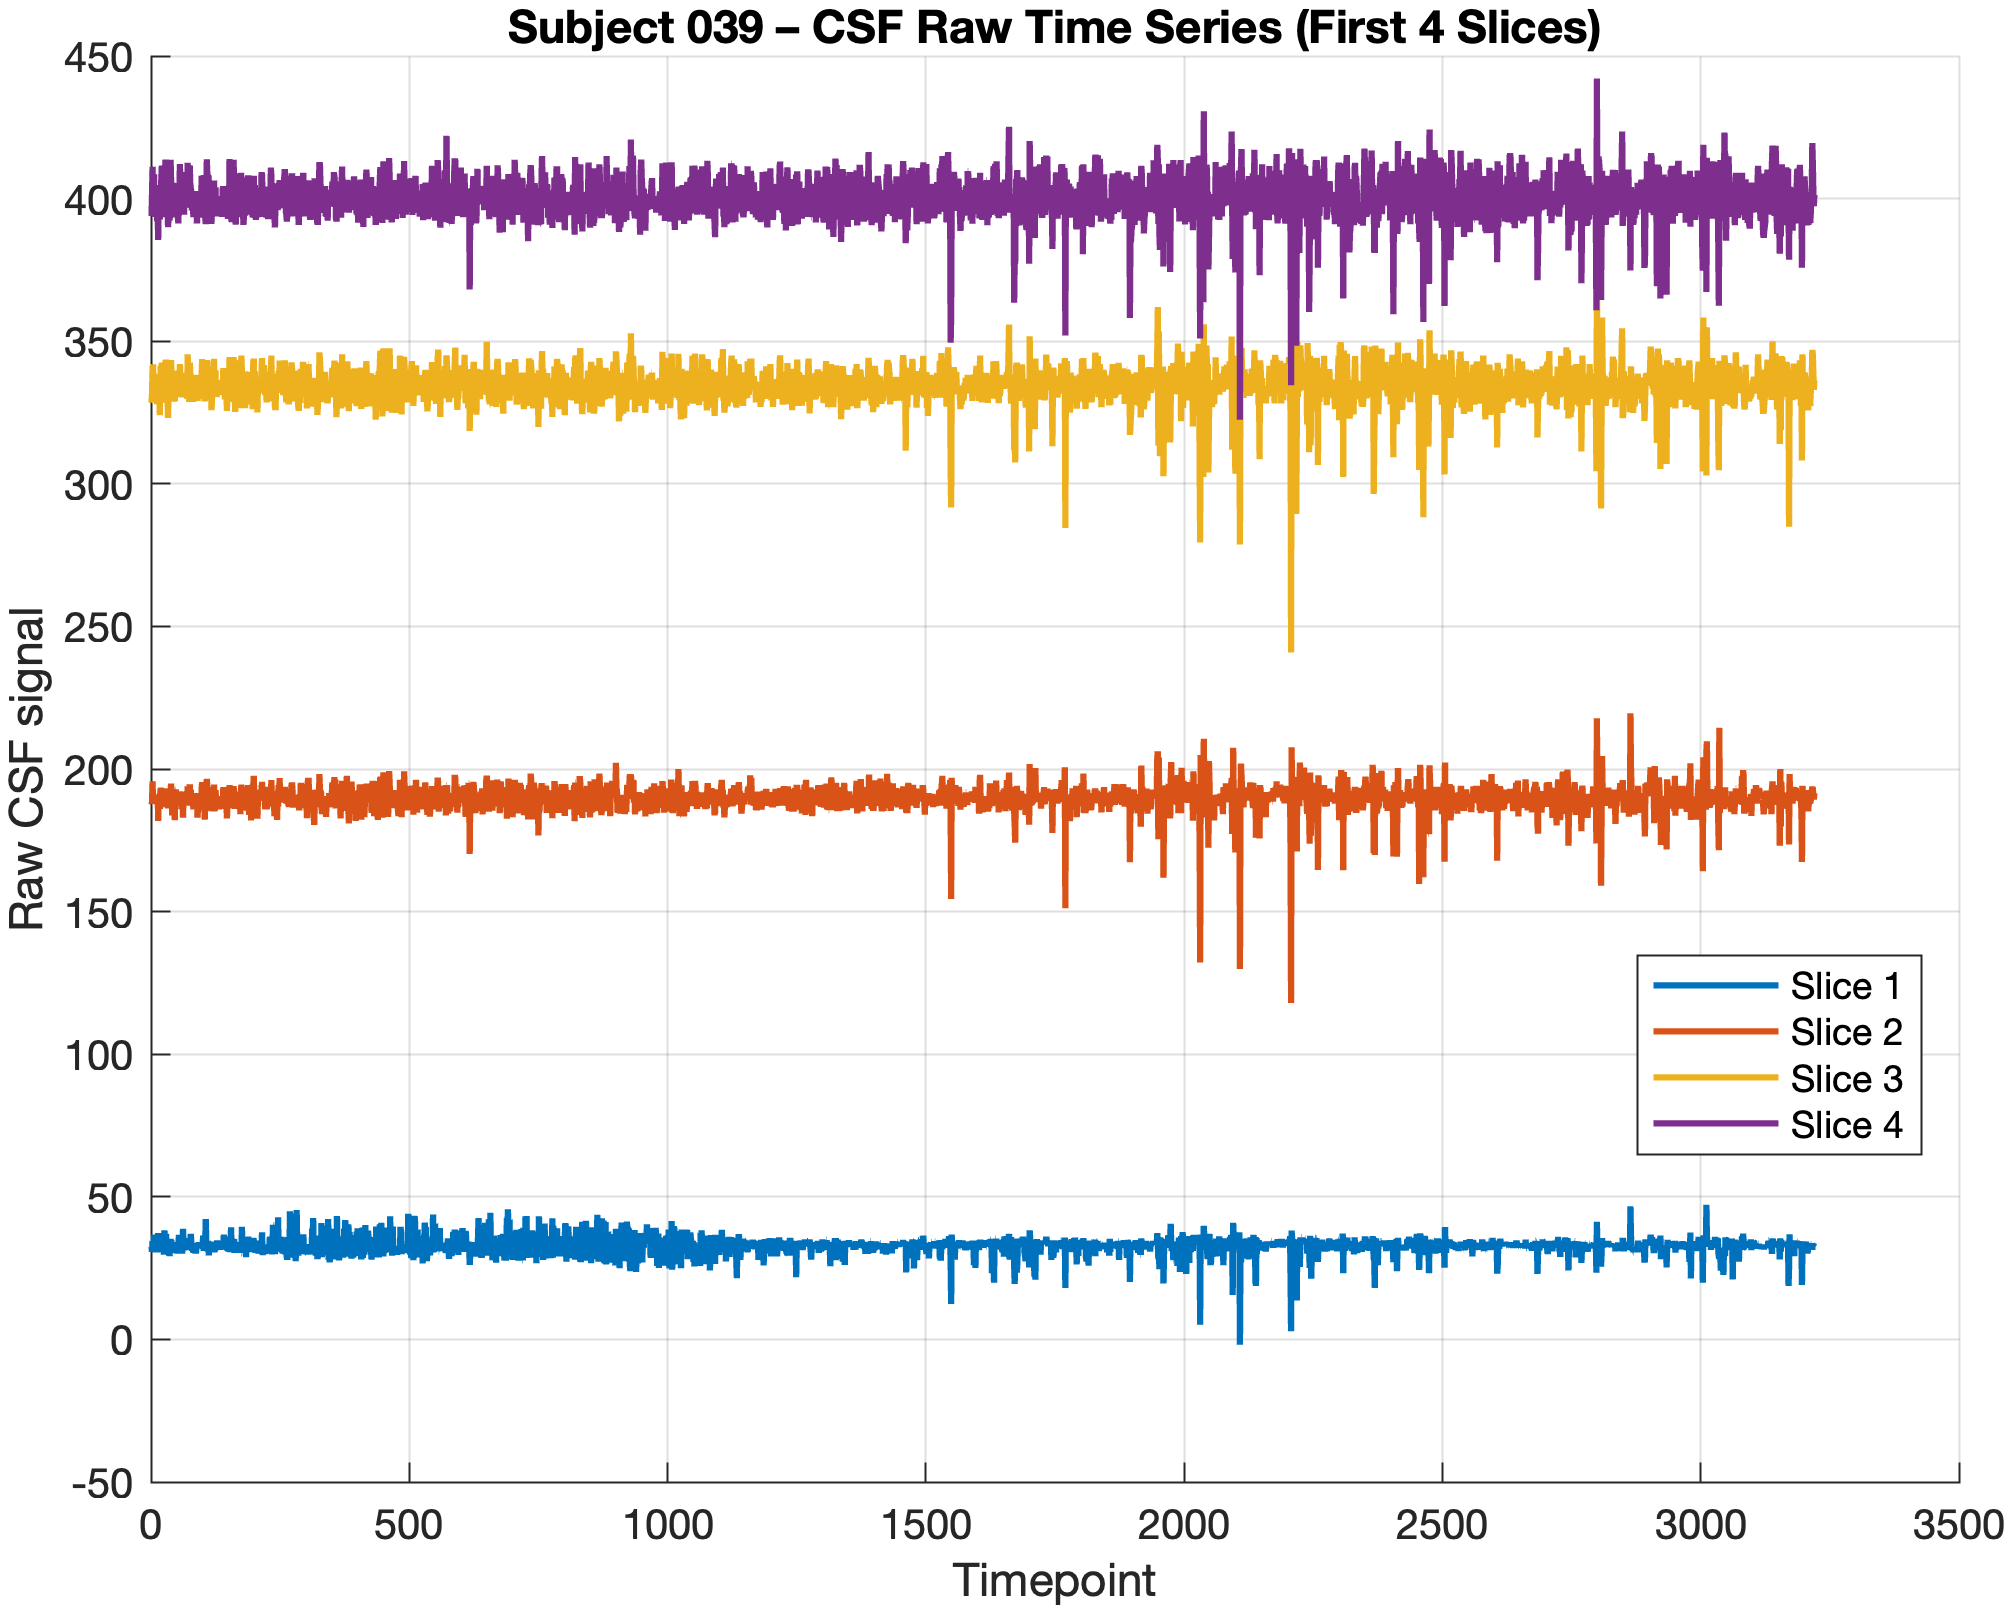 Subject 039 – CSF Raw Time Series (First 4 Slices)
450
400
350
300
250
200
150
100
50
0
-50
Raw CSF signal
Slice 1
Slice 2
Slice 3
Slice 4
0 500 1000 1500 2000 2500 3000 3500
Timepoint